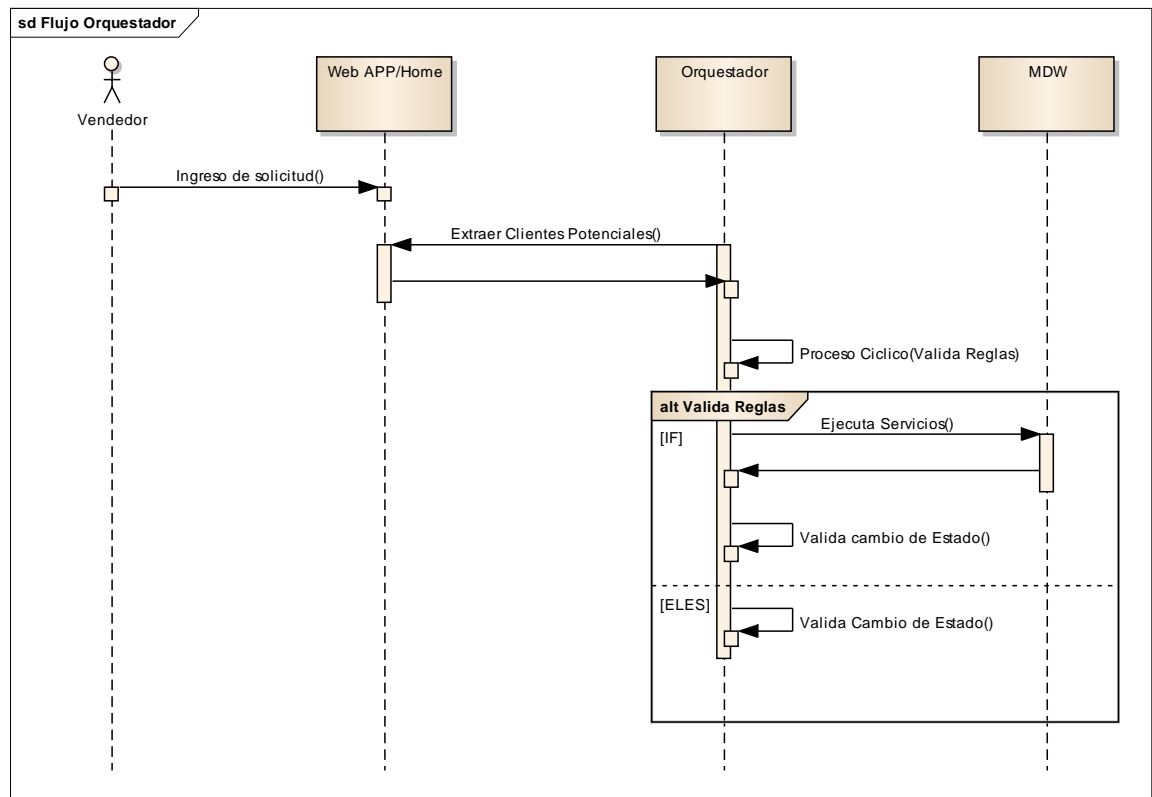 sd Flujo Orquestador
Vendedor
Web APP/Home
Orquestador
MDW
Ingreso de solicitud()
Extraer Clientes Potenciales()
Proceso Ciclico(Valida Reglas)
alt Valida Reglas
[IF]
Ejecuta Servicios()
Valida cambio de Estado()
[ELES]
Valida Cambio de Estado()